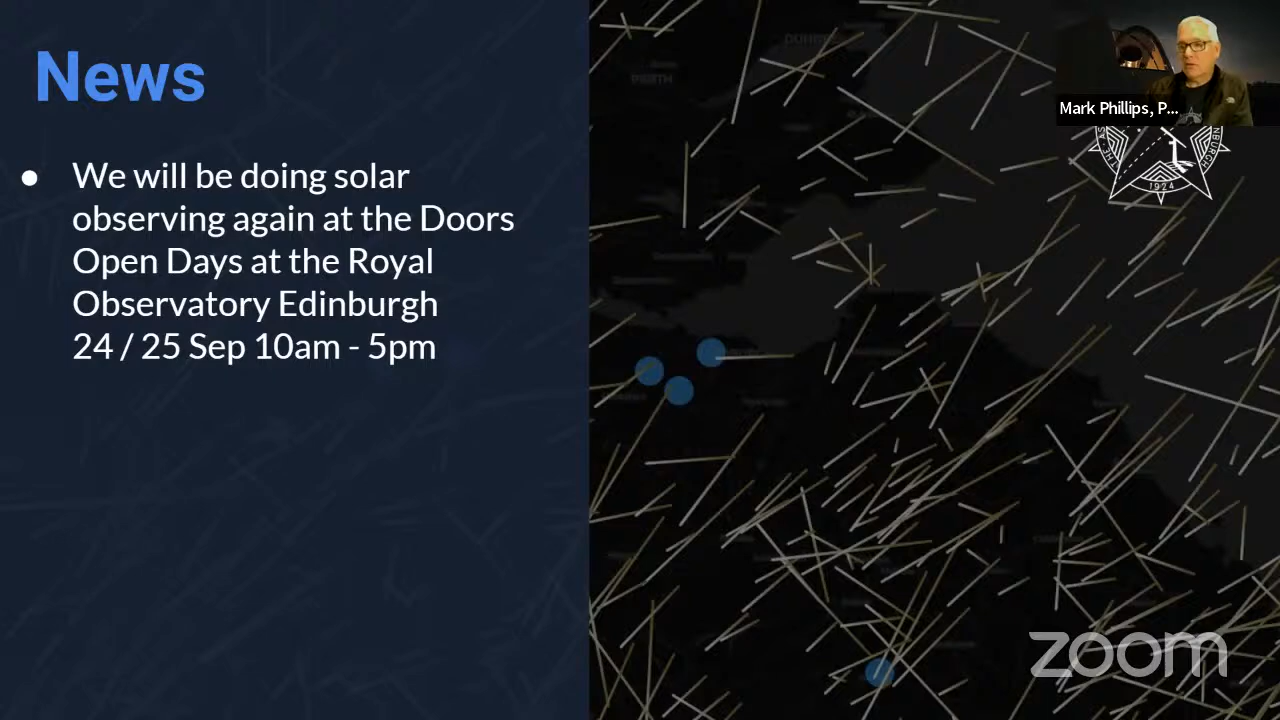 News
● We will be doing solar
observing again at the Doors
Open Days at the Royal
Observatory Edinburgh
24 / 25 Sep 10am - 5pm
Mark Phillips, P...
1924
PERTH
zoom